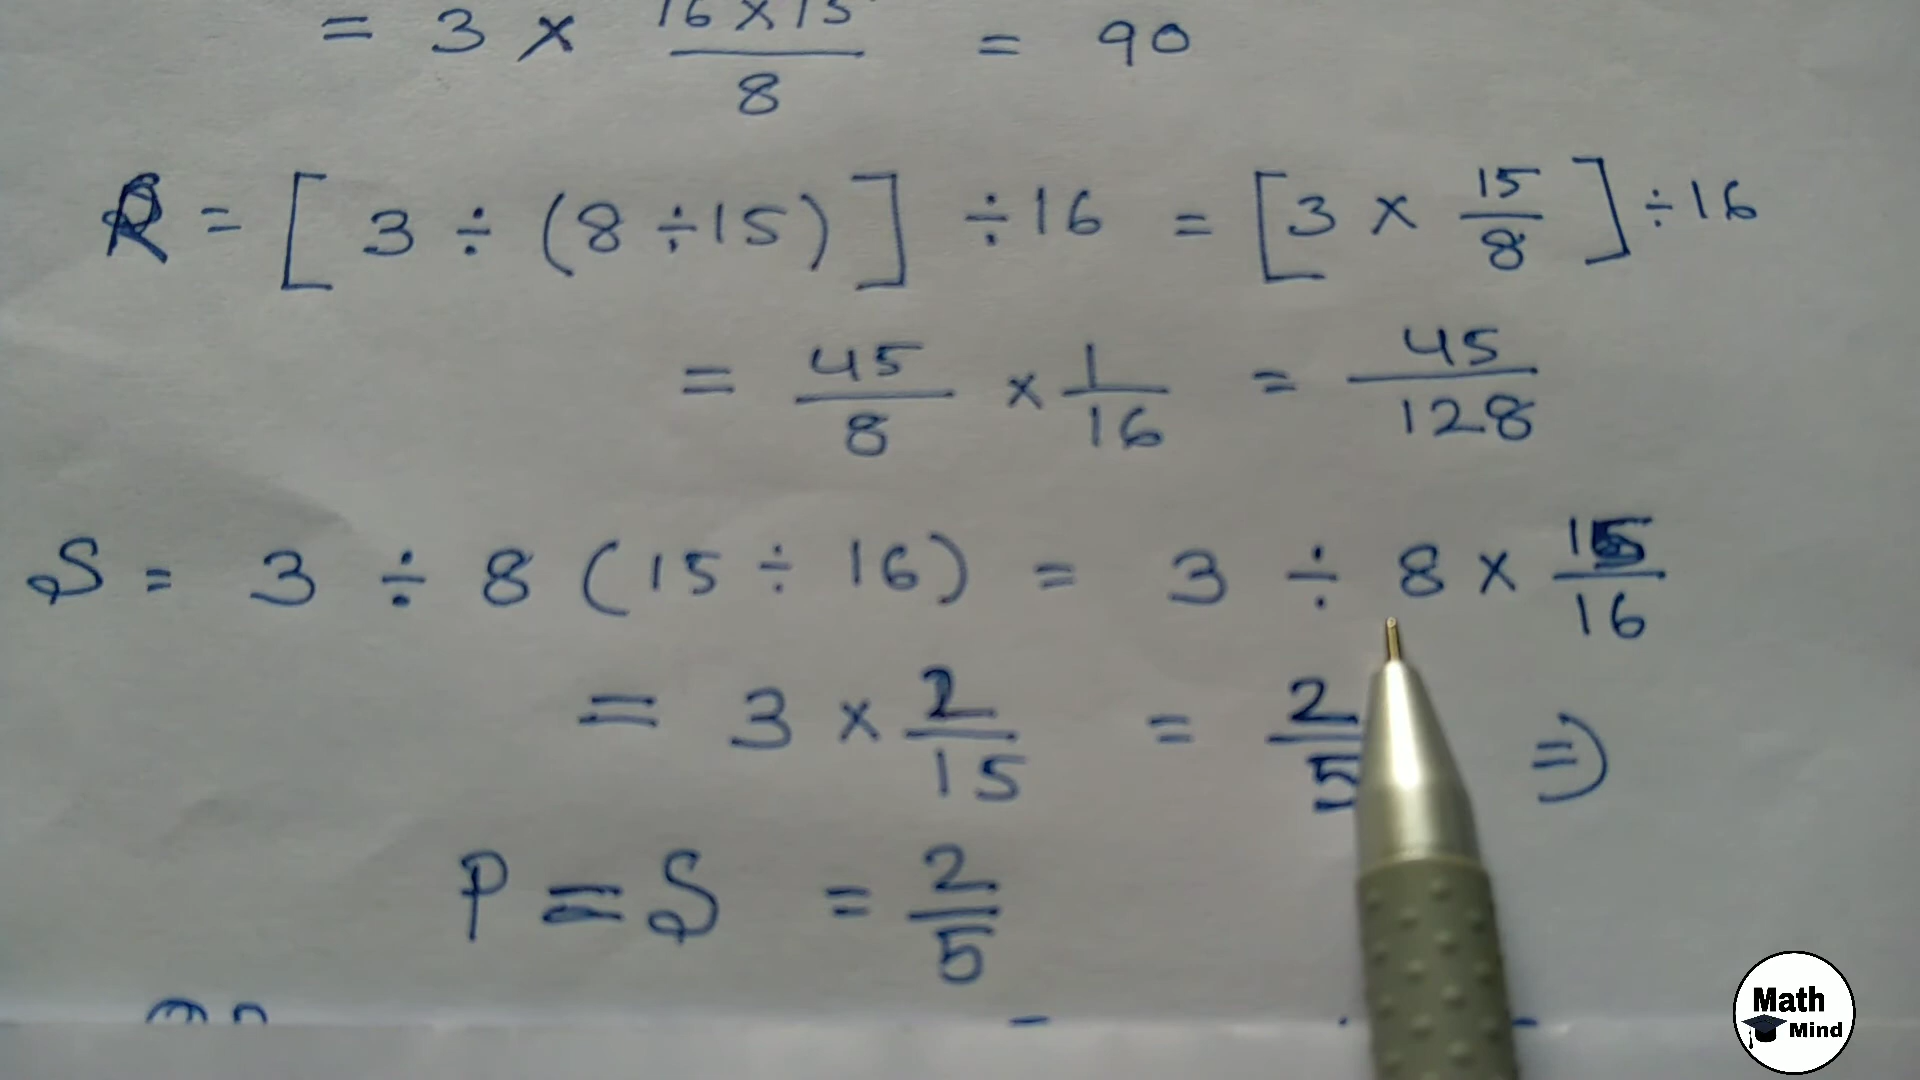 = 3 × 16×15/8 = 90
R = [3 ÷ (8 ÷15)] ÷16 = [3 × 15/8] ÷16
= 45/8 × 1/16 = 45/128
S = 3 ÷ 8 (15 ÷ 16) = 3 ÷ 8 × 15/16
= 3 × 2/15 = 2/5 ⇒
P = S = 2/5
Math
Mind